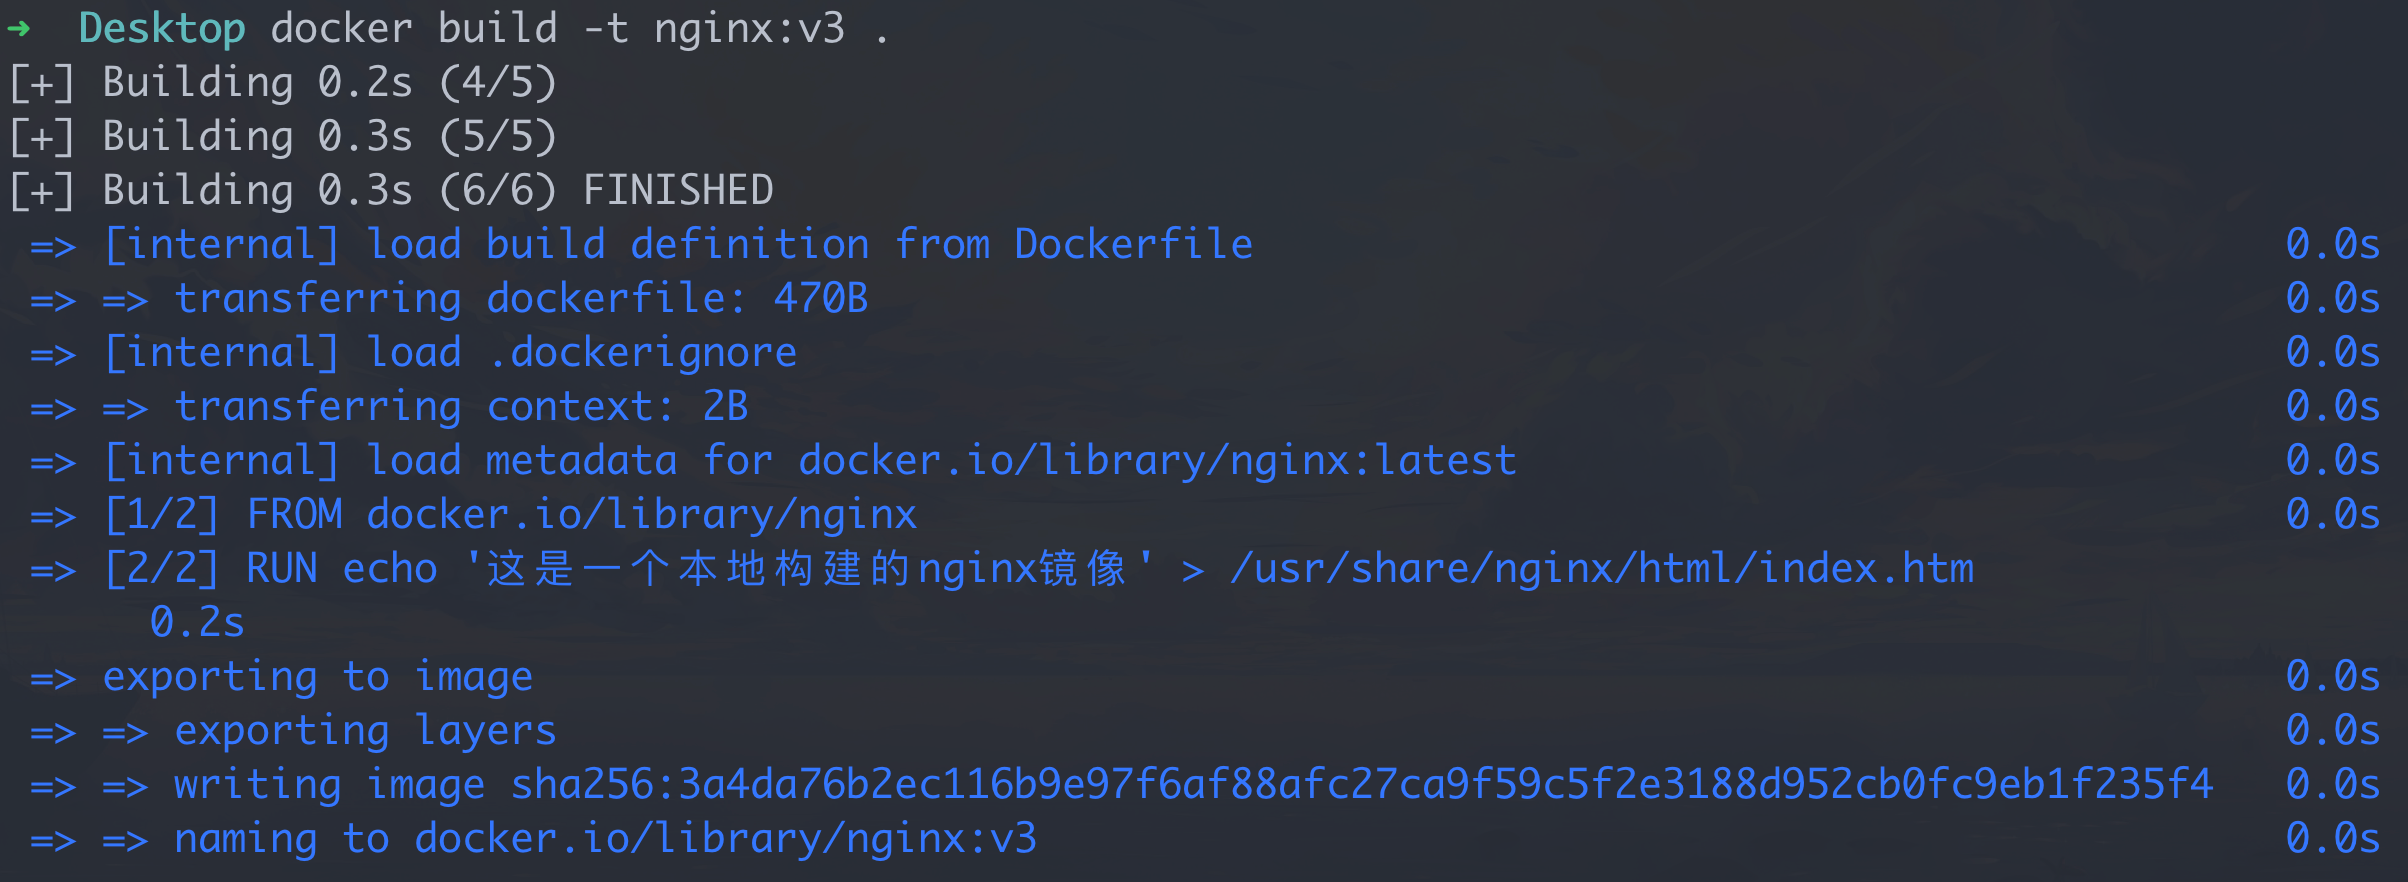 ➜ Desktop docker build -t nginx:v3 .
[+] Building 0.2s (4/5)
[+] Building 0.3s (5/5)
[+] Building 0.3s (6/6) FINISHED
=> [internal] load build definition from Dockerfile 0.0s
=> => transferring dockerfile: 470B 0.0s
=> [internal] load .dockerignore 0.0s
=> => transferring context: 2B 0.0s
=> [internal] load metadata for docker.io/library/nginx:latest 0.0s
=> [1/2] FROM docker.io/library/nginx 0.0s
=> [2/2] RUN echo '这是一个本地构建的nginx镜像' > /usr/share/nginx/html/index.htm
0.2s
=> exporting to image 0.0s
=> => exporting layers 0.0s
=> => writing image sha256:3a4da76b2ec116b9e97f6af88afc27ca9f59c5f2e3188d952cb0fc9eb1f235f4 0.0s
=> => naming to docker.io/library/nginx:v3 0.0s